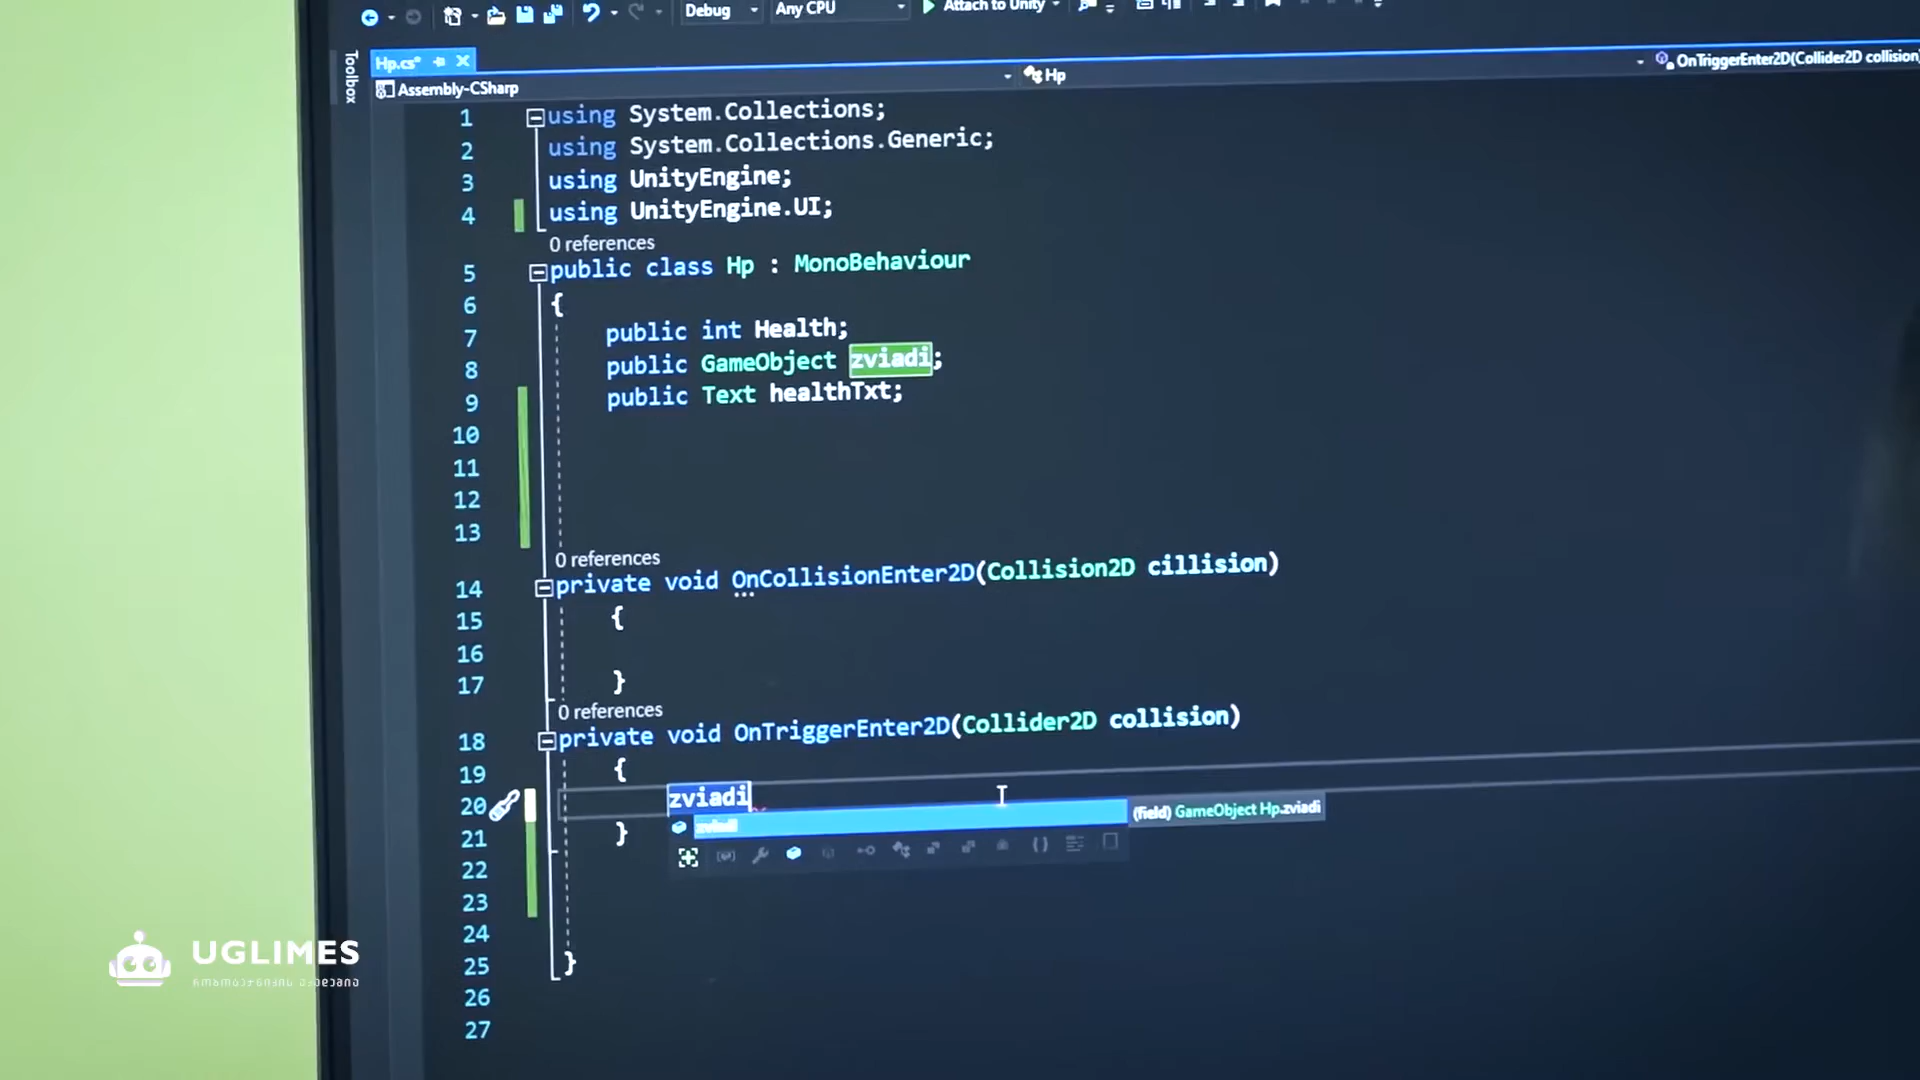 Debug Any CPU Attach to Unity
Toolbox
Hp.cs*
Assembly-CSharp Hp OnTriggerEnter2D(Collider2D collision)
1 using System.Collections;
2 using System.Collections.Generic;
3 using UnityEngine;
4 using UnityEngine.UI;
0 references
5 public class Hp : MonoBehaviour
6 {
7 public int Health;
8 public GameObject zviadi;
9 public Text healthTxt;
10
11
12
13
0 references
14 private void OnCollisionEnter2D(Collision2D cillision)
15 {
16
17 }
0 references
18 private void OnTriggerEnter2D(Collider2D collision)
19 {
20 zviadi
zviadi (field) GameObject Hp.zviadi
21 }
22
23
24
25 }
26
27
UGLIMES